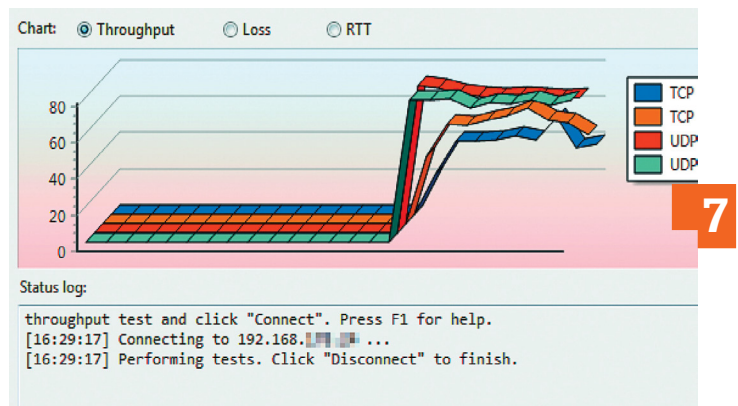 Chart: Throughput Loss RTT
80
60
40
20
0
TCP
TCP
UDP
UDP
7
Status log:
throughput test and click "Connect". Press F1 for help.
[16:29:17] Connecting to 192.168. ...
[16:29:17] Performing tests. Click "Disconnect" to finish.